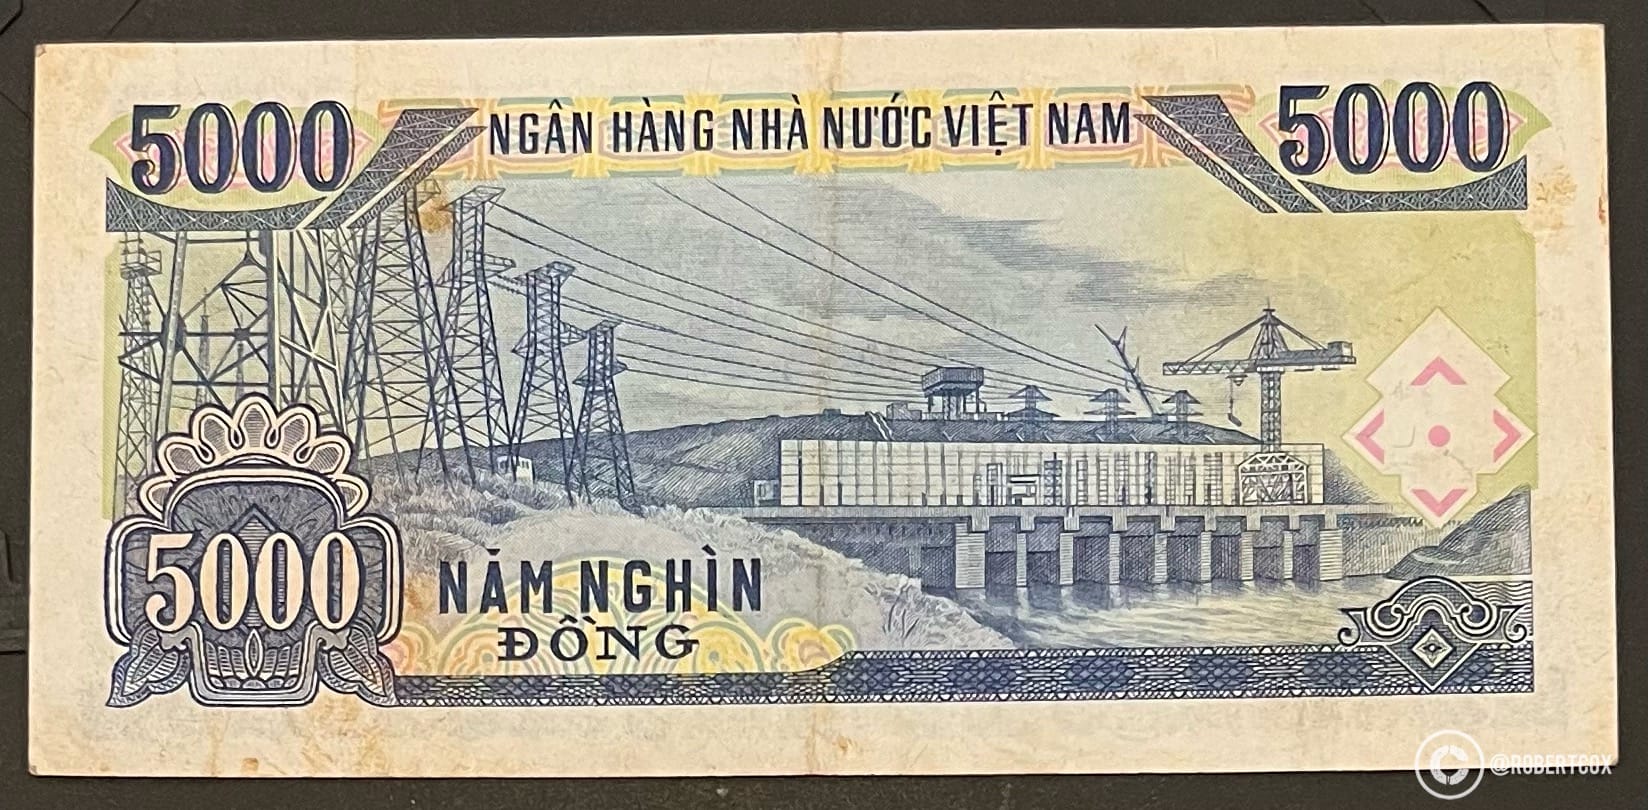 5000 NGÂN HÀNG NHÀ NƯỚC VIỆT NAM 5000
5000
NĂM NGHÌN
ĐỒNG
@ROBERTCOX